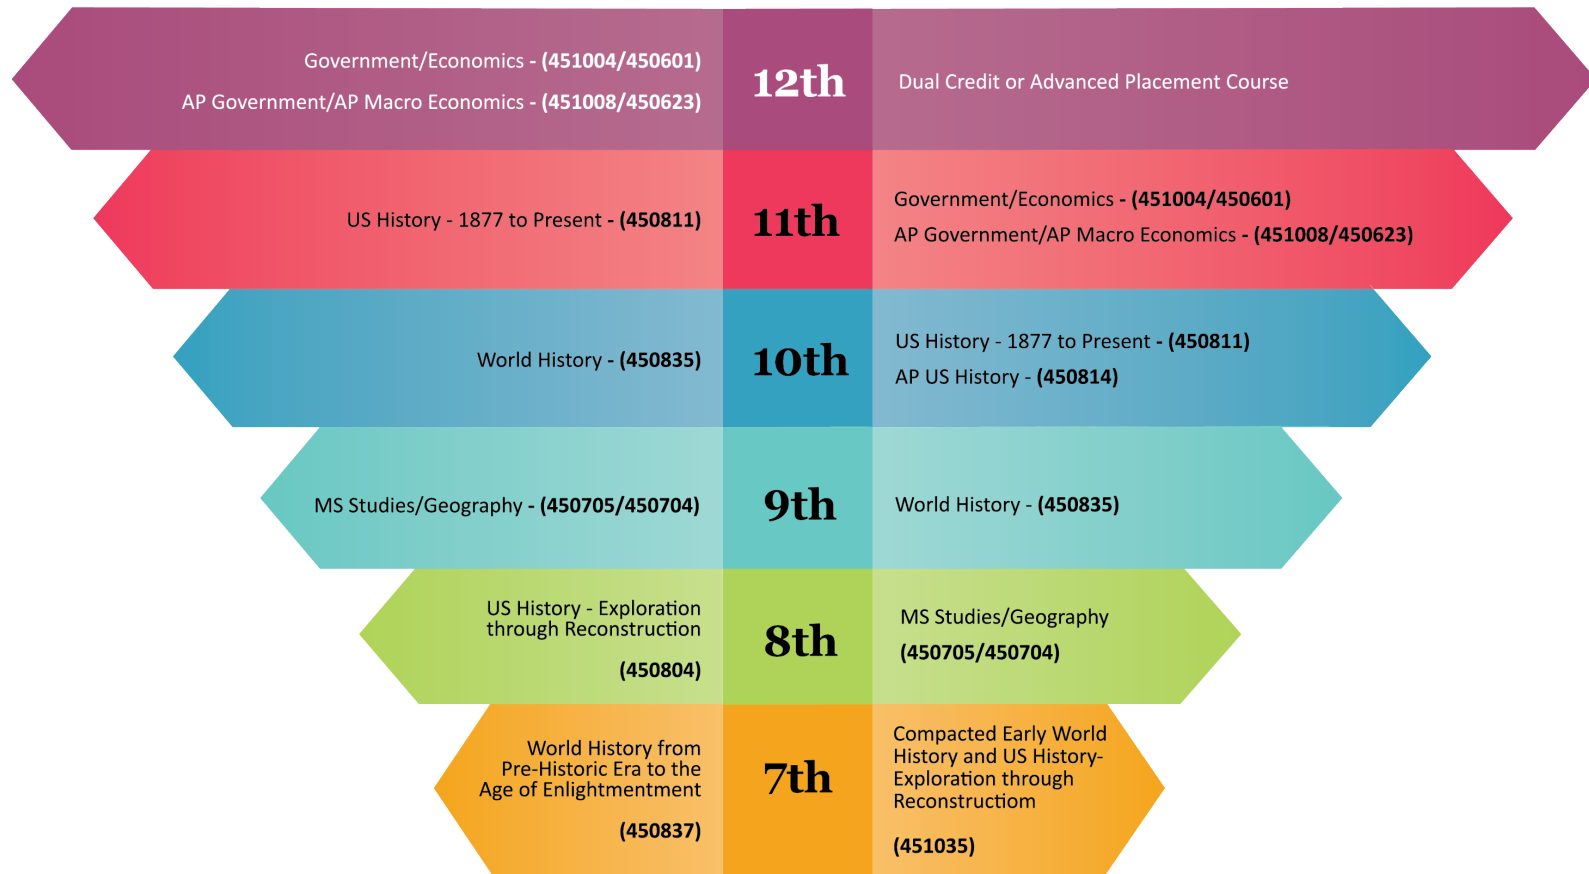 Government/Economics - (451004/450601)
AP Government/AP Macro Economics - (451008/450623)
12th
Dual Credit or Advanced Placement Course
US History - 1877 to Present - (450811)
11th
Government/Economics - (451004/450601)
AP Government/AP Macro Economics - (451008/450623)
World History - (450835)
10th
US History - 1877 to Present - (450811)
AP US History - (450814)
MS Studies/Geography - (450705/450704)
9th
World History - (450835)
US History - Exploration
through Reconstruction
(450804)
8th
MS Studies/Geography
(450705/450704)
World History from
Pre-Historic Era to the
Age of Enlightmentment
(450837)
7th
Compacted Early World
History and US History-
Exploration through
Reconstructiom
(451035)